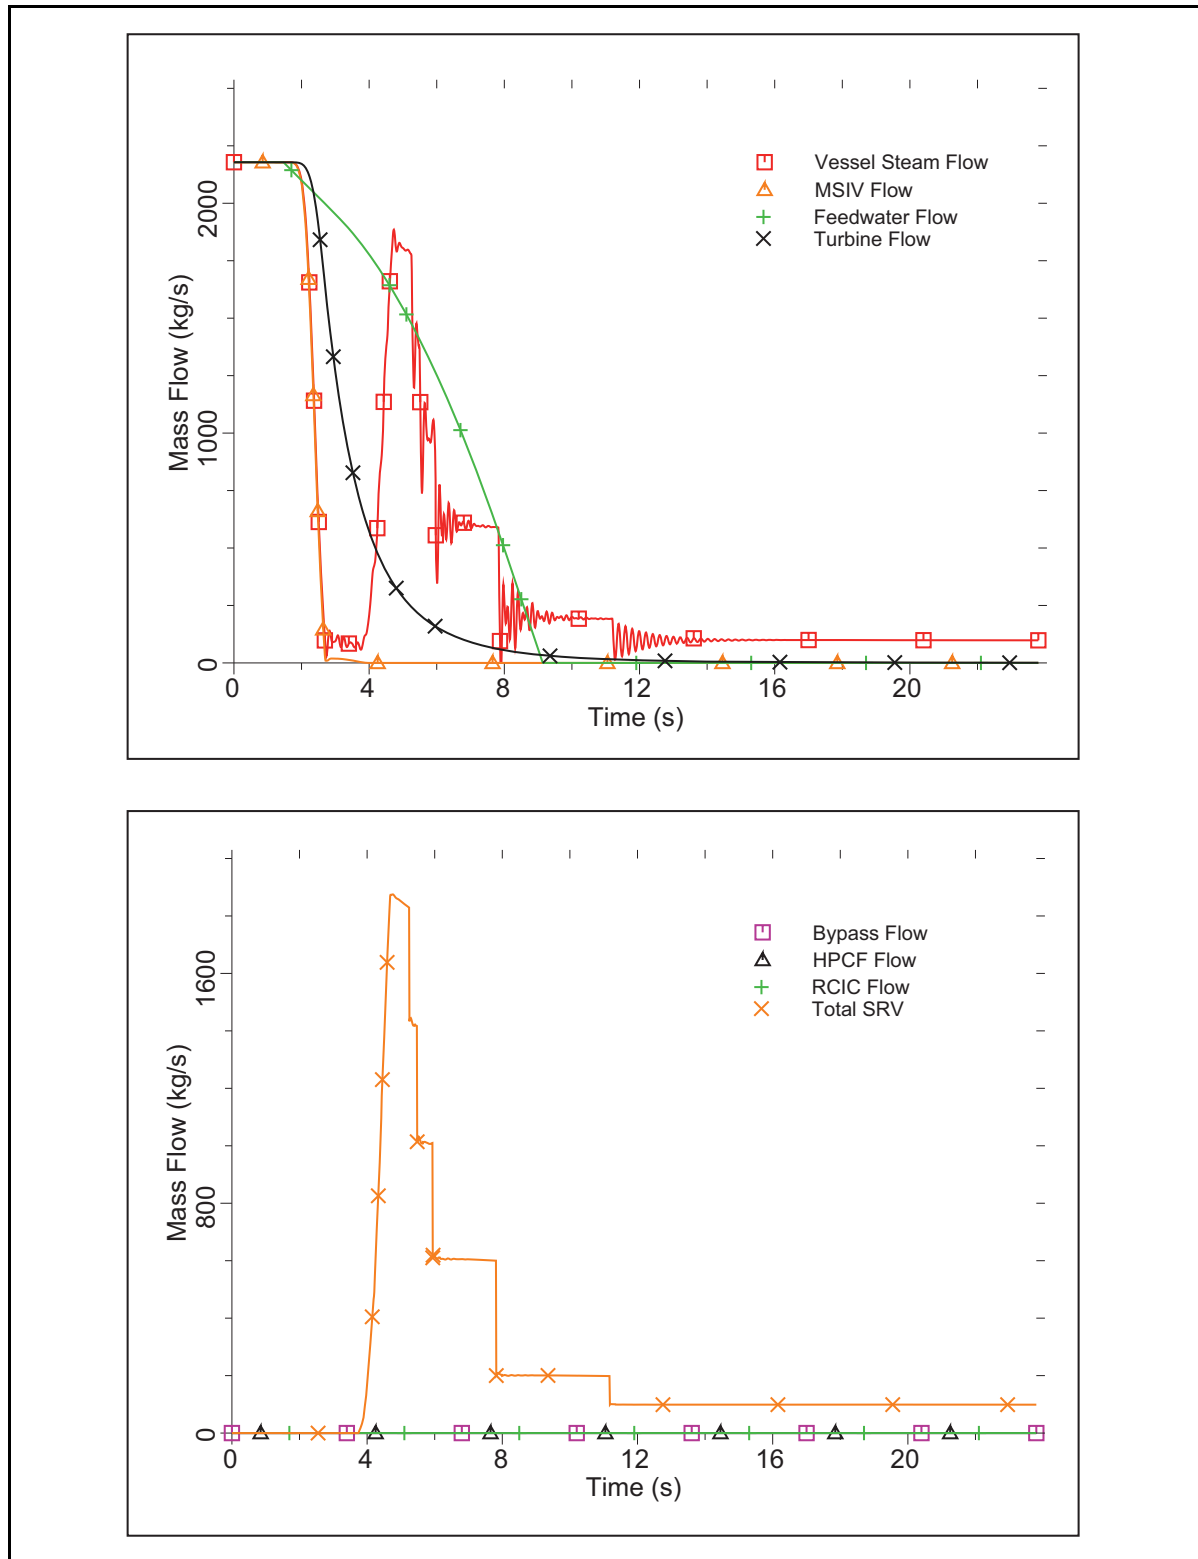 Vessel Steam Flow
MSIV Flow
Feedwater Flow
Turbine Flow
2000
1000
0
Mass Flow (kg/s)
0 4 8 12 16 20
Time (s)
Bypass Flow
HPCF Flow
RCIC Flow
Total SRV
1600
800
0
Mass Flow (kg/s)
0 4 8 12 16 20
Time (s)